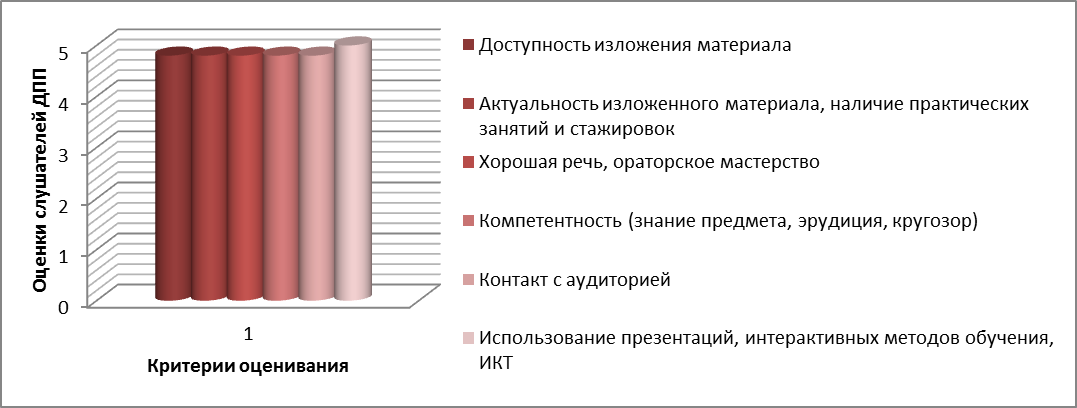 Оценки слушателей ДПП
5
4
3
2
1
0
1
Критерии оценивания
Доступность изложения материала
Актуальность изложенного материала, наличие практических
занятий и стажировок
Хорошая речь, ораторское мастерство
Компетентность (знание предмета, эрудиция, кругозор)
Контакт с аудиторией
Использование презентаций, интерактивных методов обучения,
ИКТ